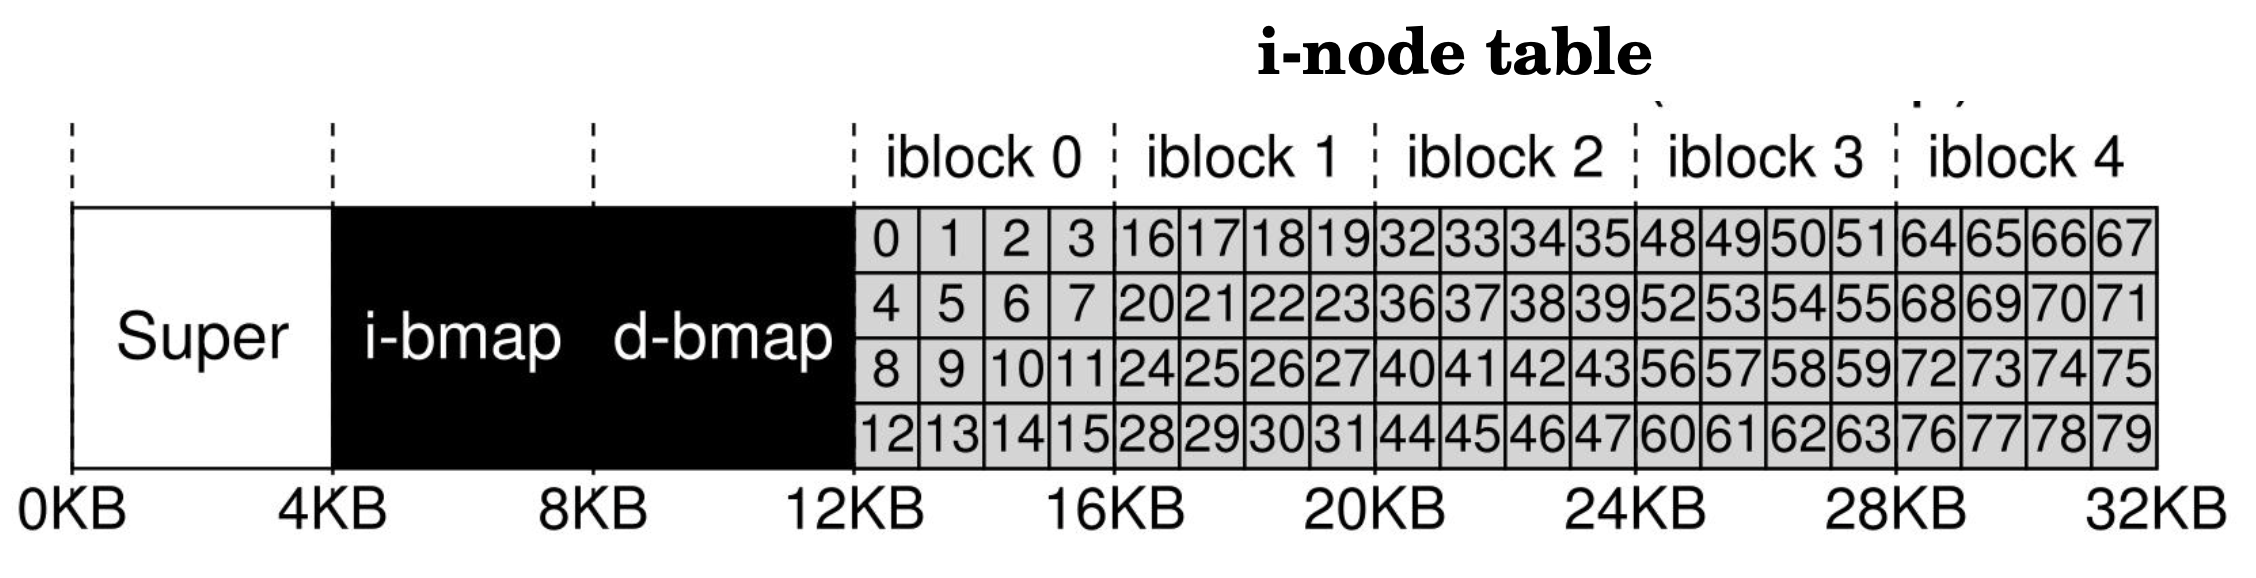 i-node table
iblock 0 iblock 1 iblock 2 iblock 3 iblock 4
0 1 2 3 16 17 18 19 32 33 34 35 48 49 50 51 64 65 66 67
4 5 6 7 20 21 22 23 36 37 38 39 52 53 54 55 68 69 70 71
Super i-bmap d-bmap
8 9 10 11 24 25 26 27 40 41 42 43 56 57 58 59 72 73 74 75
12 13 14 15 28 29 30 31 44 45 46 47 60 61 62 63 76 77 78 79
0KB 4KB 8KB 12KB 16KB 20KB 24KB 28KB 32KB